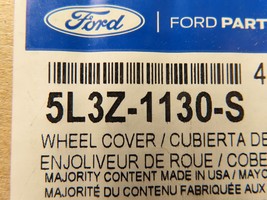 Ford
FORD PART
4
5L3Z-1130-S
WHEEL COVER / CUBIERTA DE
ENJOLIVEUR DE ROUE / COBE
MAJORITY CONTENT MADE IN USA / MAYO
MAJORITÉ DU CONTENU FABRIQUÉE AUX